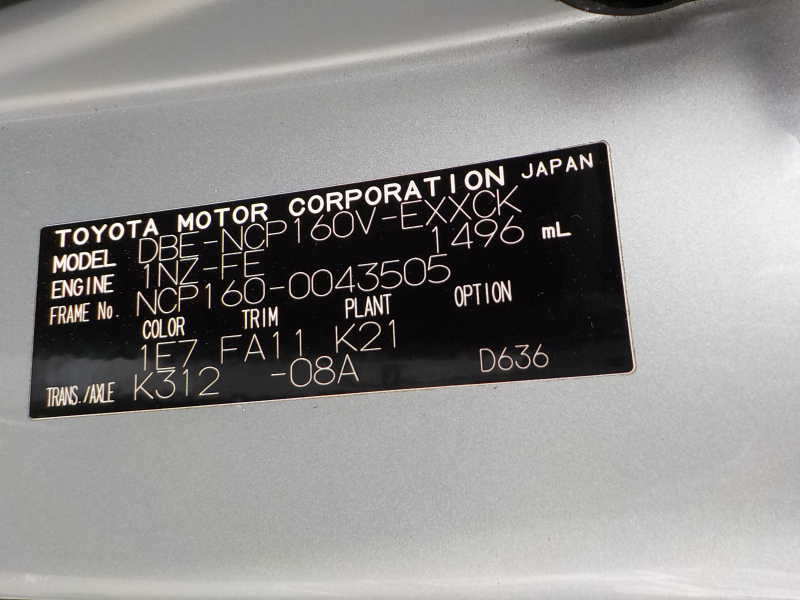 TOYOTA MOTOR CORPORATION JAPAN
MODEL DBE-NCP160V-EXXCK
ENGINE 1NZ-FE 1496 mL
FRAME No. NCP160-0043505
COLOR TRIM PLANT OPTION
1E7 FA11 K21
TRANS./AXLE K312 -08A D636